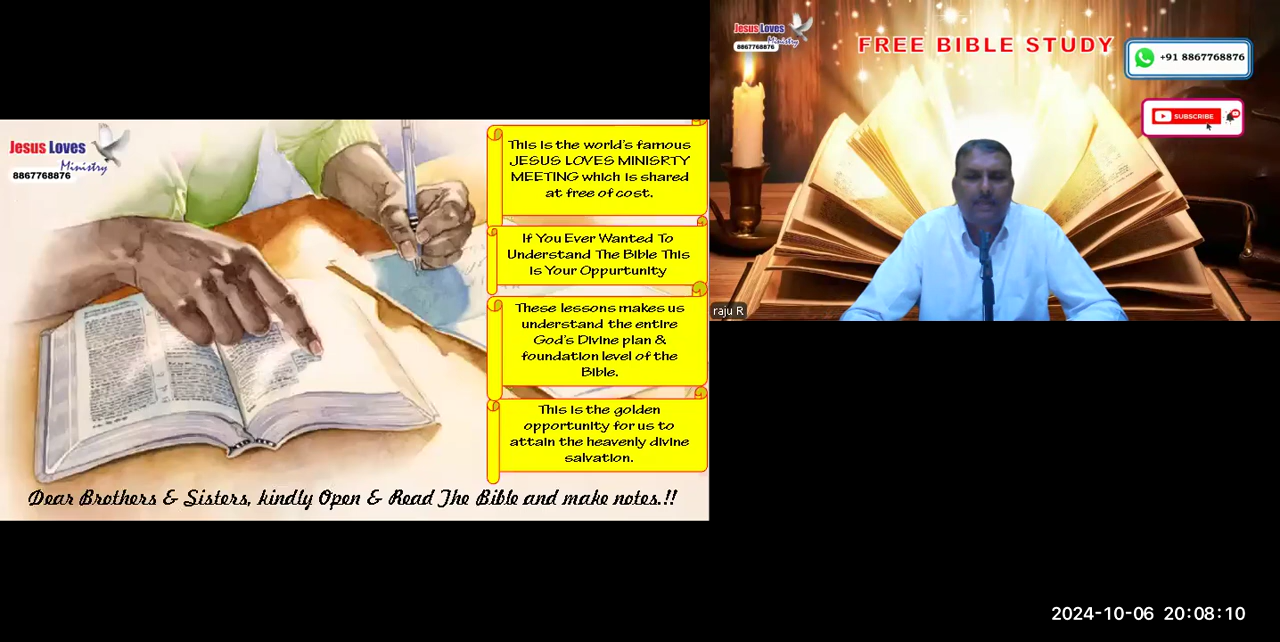 Jesus Loves
Ministry
8867768876
This is the world's famous
JESUS LOVES MINISRTY
MEETING which is shared
at free of cost.
If You Ever Wanted To
Understand The Bible This
is Your Oppurtunity
These lessons makes us
understand the entire
God's Divine plan &
foundation level of the
Bible.
This is the golden
opportunity for us to
attain the heavenly divine
salvation.
Dear Brothers & Sisters, kindly Open & Read The Bible and make notes.!!
Jesus Loves
Ministry
8867768876
FREE BIBLE STUDY
+91 8867768876
SUBSCRIBE
raju R
2024-10-06 20:08:10